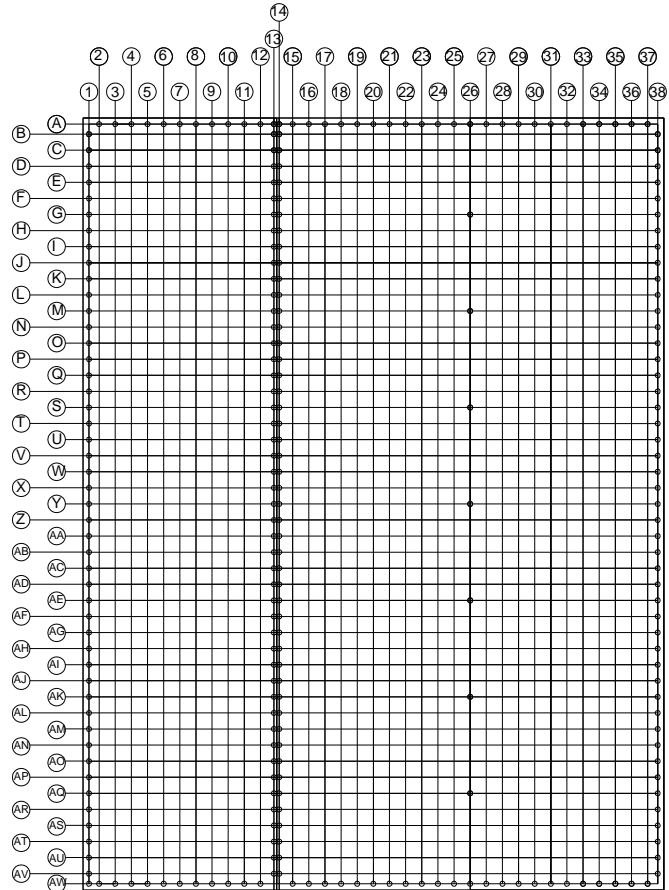 14
13
2 4 6 8 10 12 15 17 19 21 23 25 27 29 31 33 35 37
1 3 5 7 9 11 16 18 20 22 24 26 28 30 32 34 36 38
A
B
C
D
E
F
G
H
I
J
K
L
M
N
O
P
Q
R
S
T
U
V
W
X
Y
Z
AA
AB
AC
AD
AE
AF
AG
AH
AI
AJ
AK
AL
AM
AN
AO
AP
AQ
AR
AS
AT
AU
AV
AW